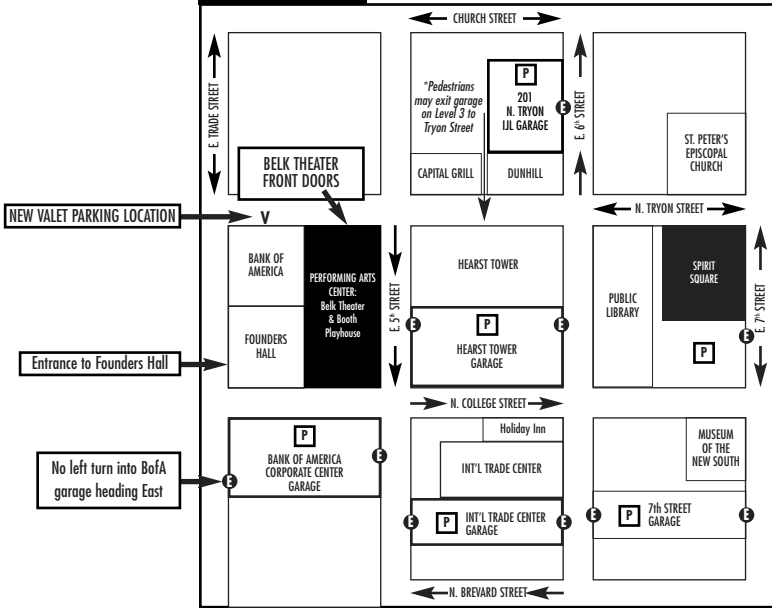 CHURCH STREET
E. TRADE STREET
*Pedestrians
may exit garage
on Level 3 to
Tryon Street
P
201
N. TRYON
IJL GARAGE
E
E. 6th STREET
ST. PETER'S
EPISCOPAL
CHURCH
CAPITAL GRILL
DUNHILL
BELK THEATER
FRONT DOORS
NEW VALET PARKING LOCATION
V
N. TRYON STREET
BANK OF
AMERICA
FOUNDERS
HALL
PERFORMING ARTS
CENTER:
Belk Theater
& Booth
Playhouse
E. 5th STREET
HEARST TOWER
E
P
E
HEARST TOWER
GARAGE
PUBLIC
LIBRARY
SPIRIT
SQUARE
P
E
E. 7th STREET
Entrance to Founders Hall
N. COLLEGE STREET
No left turn into BofA
garage heading East
P
BANK OF AMERICA
CORPORATE CENTER
GARAGE
E
E
Holiday Inn
INT'L TRADE CENTER
E
P
INT'L TRADE CENTER
GARAGE
E
MUSEUM
OF THE
NEW SOUTH
E
P
7th STREET
GARAGE
E
N. BREVARD STREET